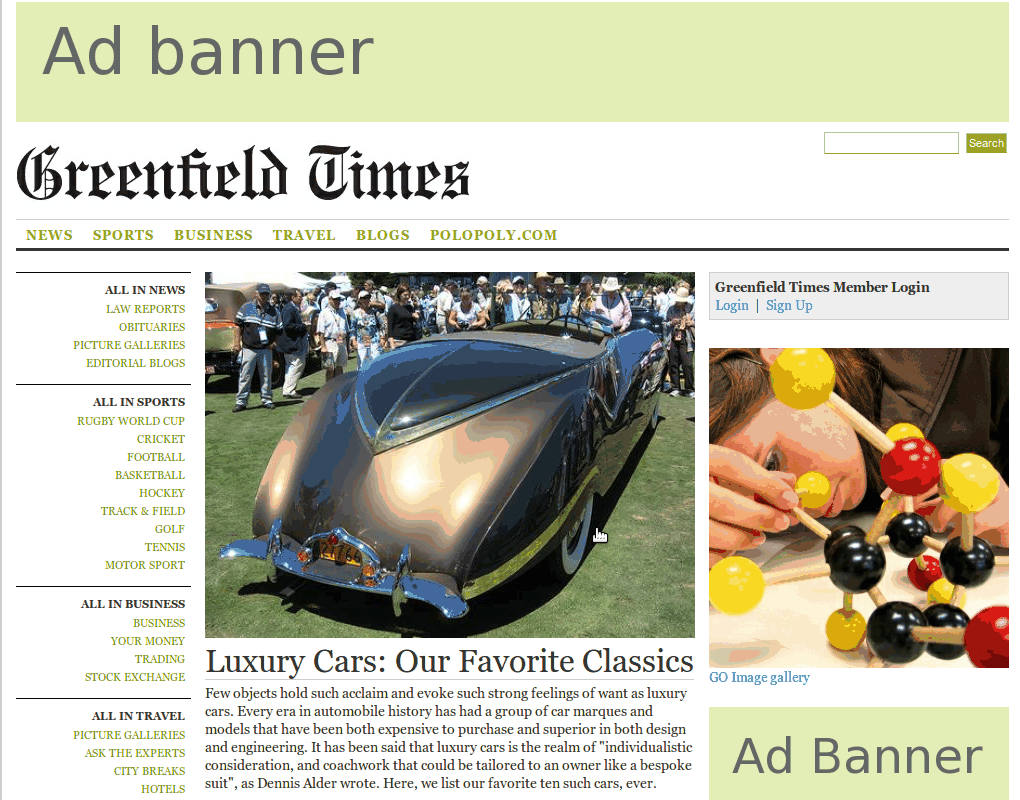 Ad banner
Search
Greenfield Times
NEWS SPORTS BUSINESS TRAVEL BLOGS POLOPOLY.COM
ALL IN NEWS
LAW REPORTS
OBITUARIES
PICTURE GALLERIES
EDITORIAL BLOGS
ALL IN SPORTS
RUGBY WORLD CUP
CRICKET
FOOTBALL
BASKETBALL
HOCKEY
TRACK & FIELD
GOLF
TENNIS
MOTOR SPORT
ALL IN BUSINESS
BUSINESS
YOUR MONEY
TRADING
STOCK EXCHANGE
ALL IN TRAVEL
PICTURE GALLERIES
ASK THE EXPERTS
CITY BREAKS
HOTELS
Luxury Cars: Our Favorite Classics
Few objects hold such acclaim and evoke such strong feelings of want as luxury
cars. Every era in automobile history has had a group of car marques and
models that have been both expensive to purchase and superior in both design
and engineering. It has been said that luxury cars is the realm of "individualistic
consideration, and coachwork that could be tailored to an owner like a bespoke
suit", as Dennis Alder wrote. Here, we list our favorite ten such cars, ever.
Greenfield Times Member Login
Login | Sign Up
GO Image gallery
Ad Banner